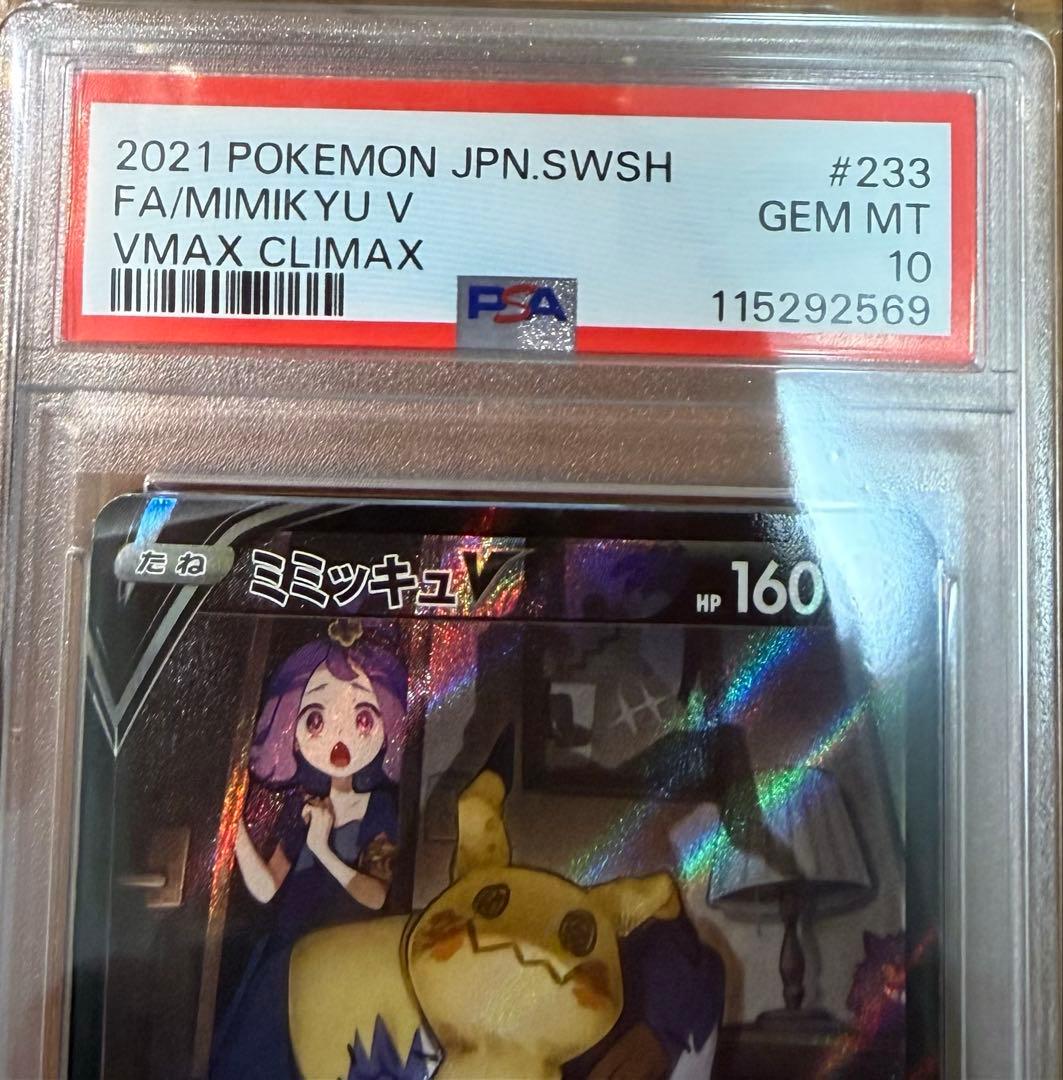 2021 POKEMON JPN.SWSH #233
FA/MIMIKYU V GEM MT
VMAX CLIMAX 10
PSA 115292569
たね ミミッキュV HP 160